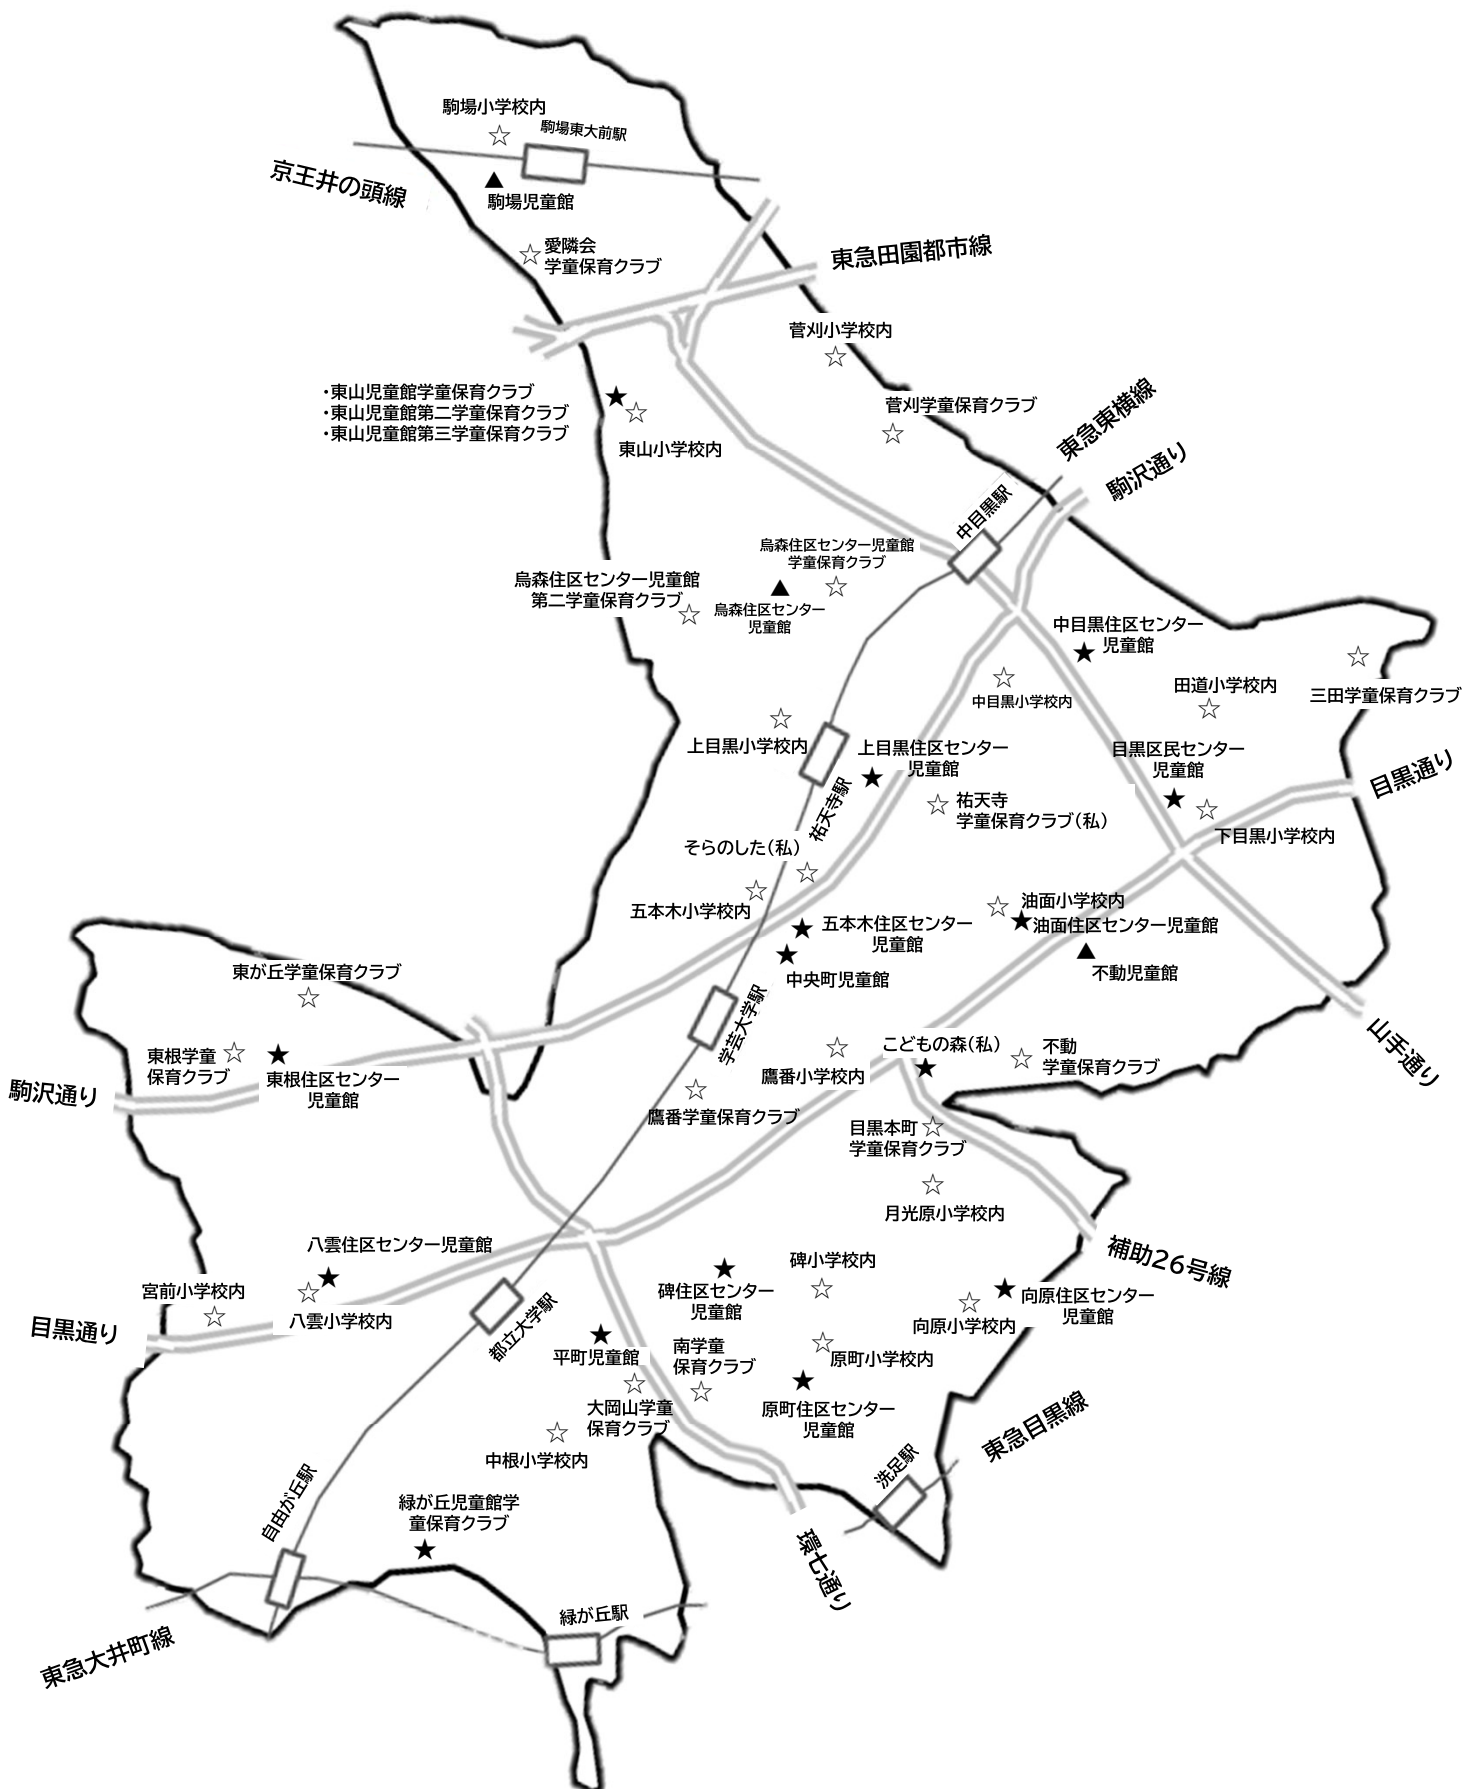 駒場小学校内
☆
駒場東大前駅
京王井の頭線
▲
駒場児童館
☆
愛隣会
学童保育クラブ
東急田園都市線
菅刈小学校内
☆
・東山児童館学童保育クラブ
・東山児童館第二学童保育クラブ
・東山児童館第三学童保育クラブ
★
☆
東山小学校内
菅刈学童保育クラブ
☆
東急東横線
駒沢通り
中目黒駅
烏森住区センター児童館
学童保育クラブ
☆
烏森住区センター児童館
第二学童保育クラブ
☆
▲
烏森住区センター
児童館
中目黒住区センター
児童館
★
☆
中目黒小学校内
田道小学校内
☆
☆
三田学童保育クラブ
☆
上目黒小学校内
祐天寺駅
上目黒住区センター
児童館
★
目黒区民センター
児童館
★
☆
下目黒小学校内
目黒通り
☆
祐天寺
学童保育クラブ(私)
そらのした(私)
☆
☆
五本木小学校内
★
五本木住区センター
児童館
★
中央町児童館
☆
油面小学校内
★
油面住区センター児童館
▲
不動児童館
山手通り
東が丘学童保育クラブ
☆
東根学童
保育クラブ
☆
★
東根住区センター
児童館
駒沢通り
学芸大学駅
☆
鷹番小学校内
☆
鷹番学童保育クラブ
こどもの森(私)
★
☆
不動
学童保育クラブ
目黒本町
学童保育クラブ
☆
☆
月光原小学校内
補助26号線
八雲住区センター児童館
★
☆
八雲小学校内
宮前小学校内
☆
目黒通り
都立大学駅
★
碑住区センター
児童館
碑小学校内
☆
★
向原住区センター
児童館
☆
向原小学校内
★
平町児童館
☆
大岡山学童
保育クラブ
南学童
保育クラブ
☆
☆
原町小学校内
★
原町住区センター
児童館
☆
中根小学校内
東急目黒線
洗足駅
自由が丘駅
緑が丘児童館学
童保育クラブ
★
環七通り
緑が丘駅
東急大井町線